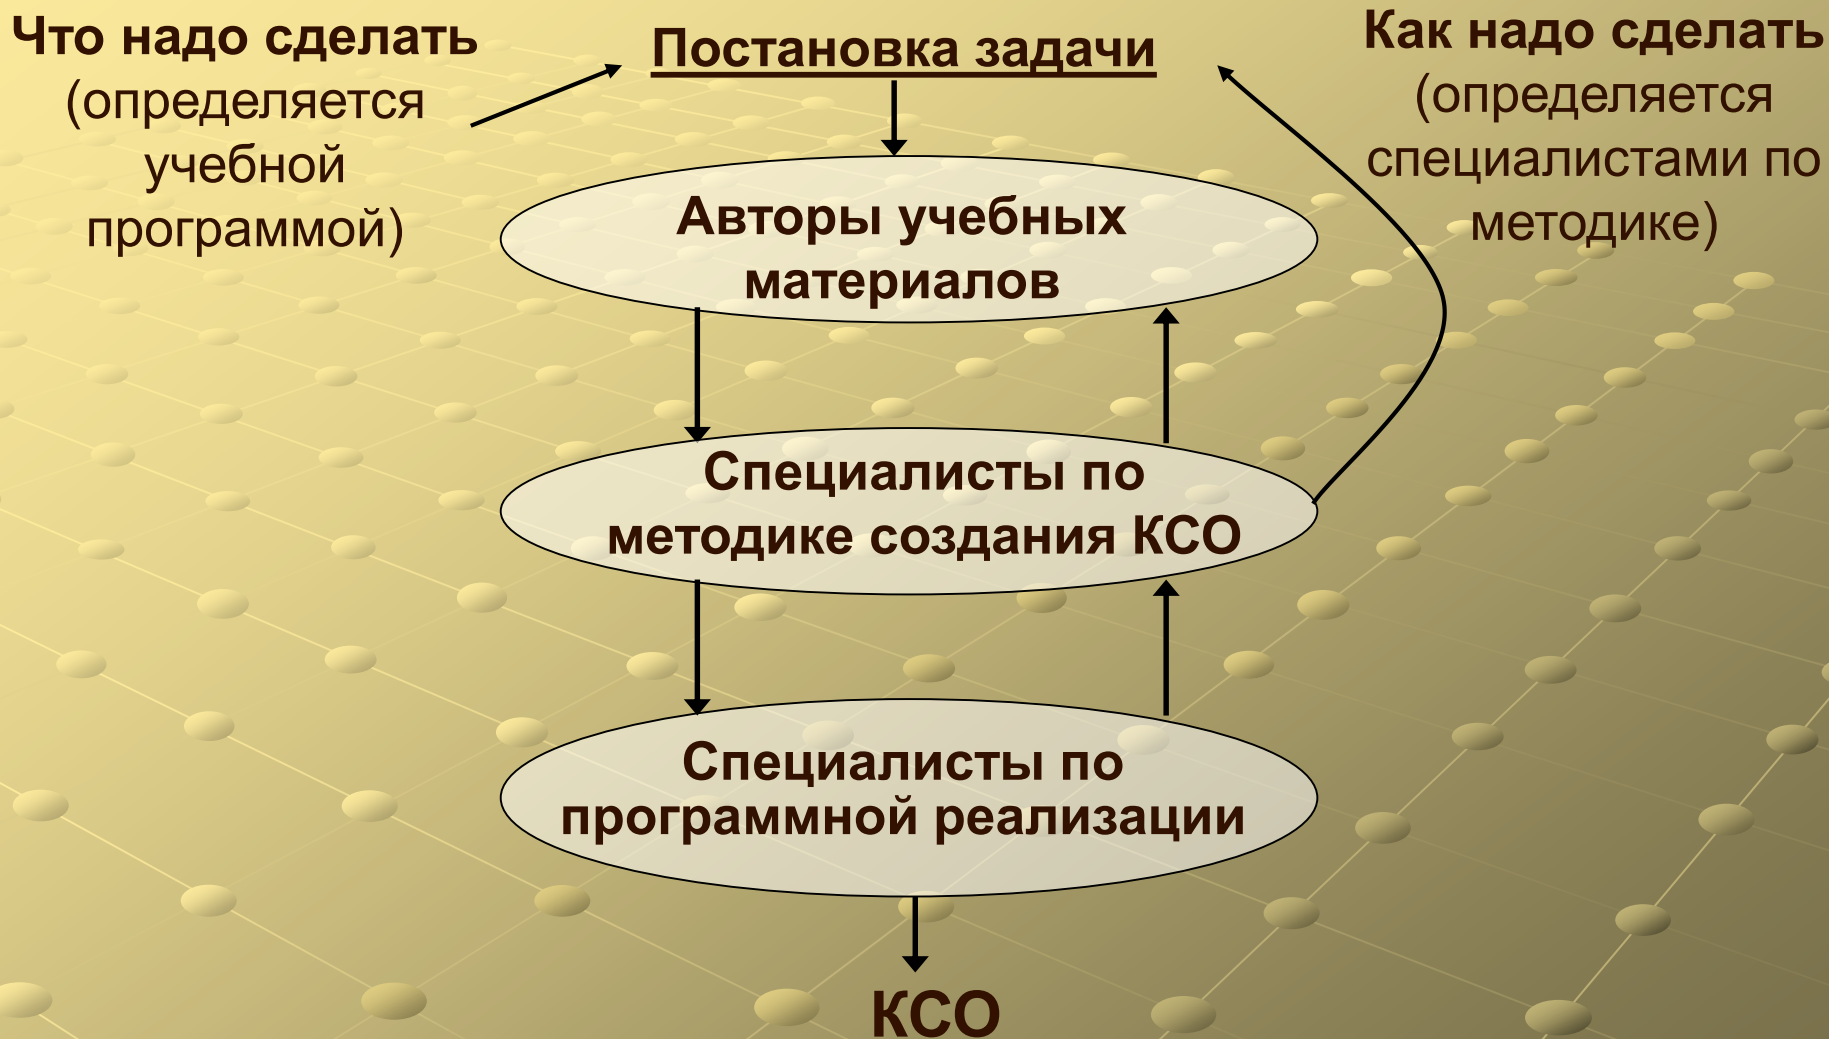 Что надо сделать
(определяется
учебной
программой)
Постановка задачи
Как надо сделать
(определяется
специалистами по
методике)
Авторы учебных
материалов
Специалисты по
методике создания КСО
Специалисты по
программной реализации
КСО